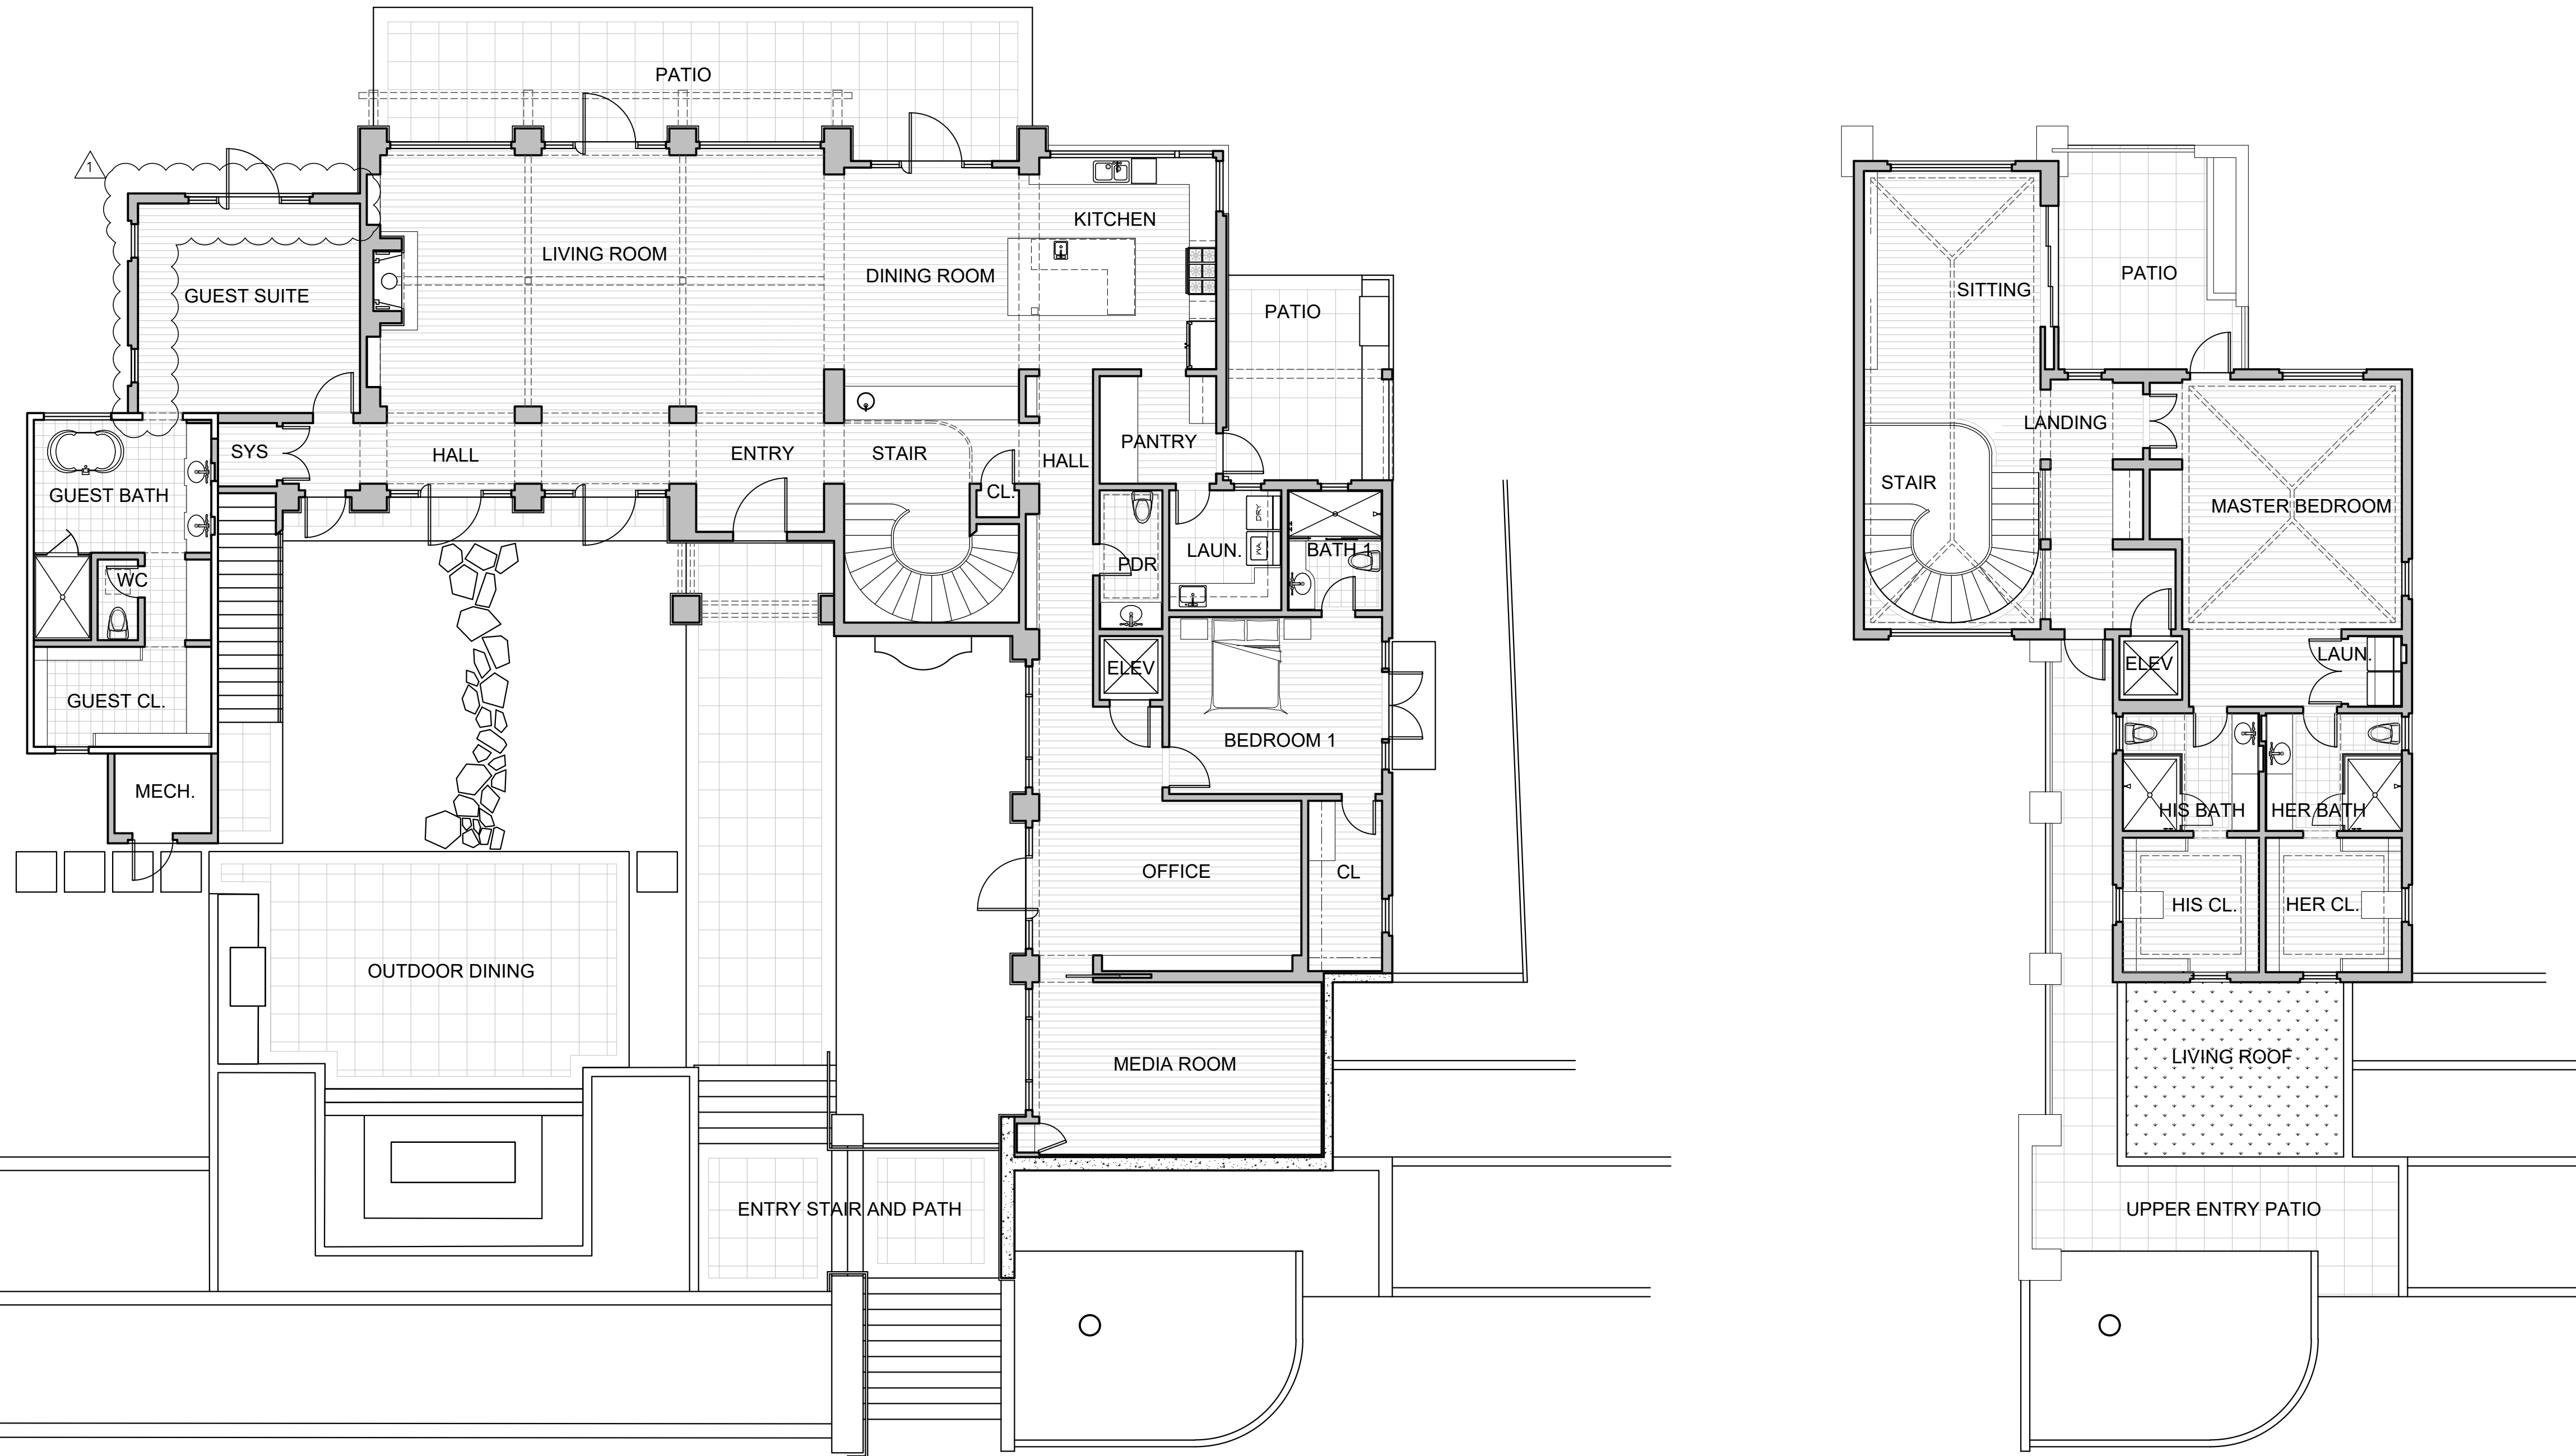 PATIO
1
LIVING ROOM
KITCHEN
DINING ROOM
GUEST SUITE
PATIO
SYS
HALL
ENTRY
STAIR
HALL
PANTRY
GUEST BATH
CL.
DRY
WA
PDR
LAUN.
BATH 1
WC
ELEV
GUEST CL.
BEDROOM 1
MECH.
OFFICE
CL
OUTDOOR DINING
MEDIA ROOM
ENTRY STAIR AND PATH
SITTING
PATIO
LANDING
STAIR
MASTER BEDROOM
ELEV
LAUN.
HIS BATH
HER BATH
HIS CL.
HER CL.
LIVING ROOF
UPPER ENTRY PATIO